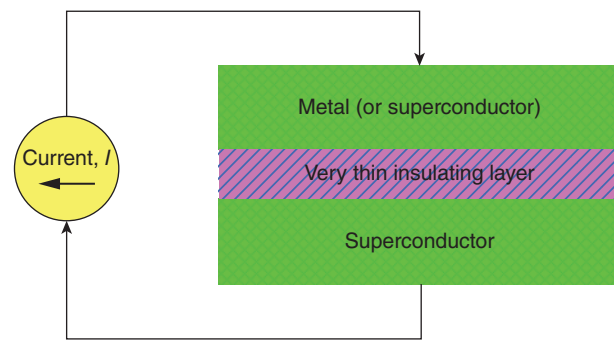 Metal (or superconductor)
Current, I
Very thin insulating layer
Superconductor